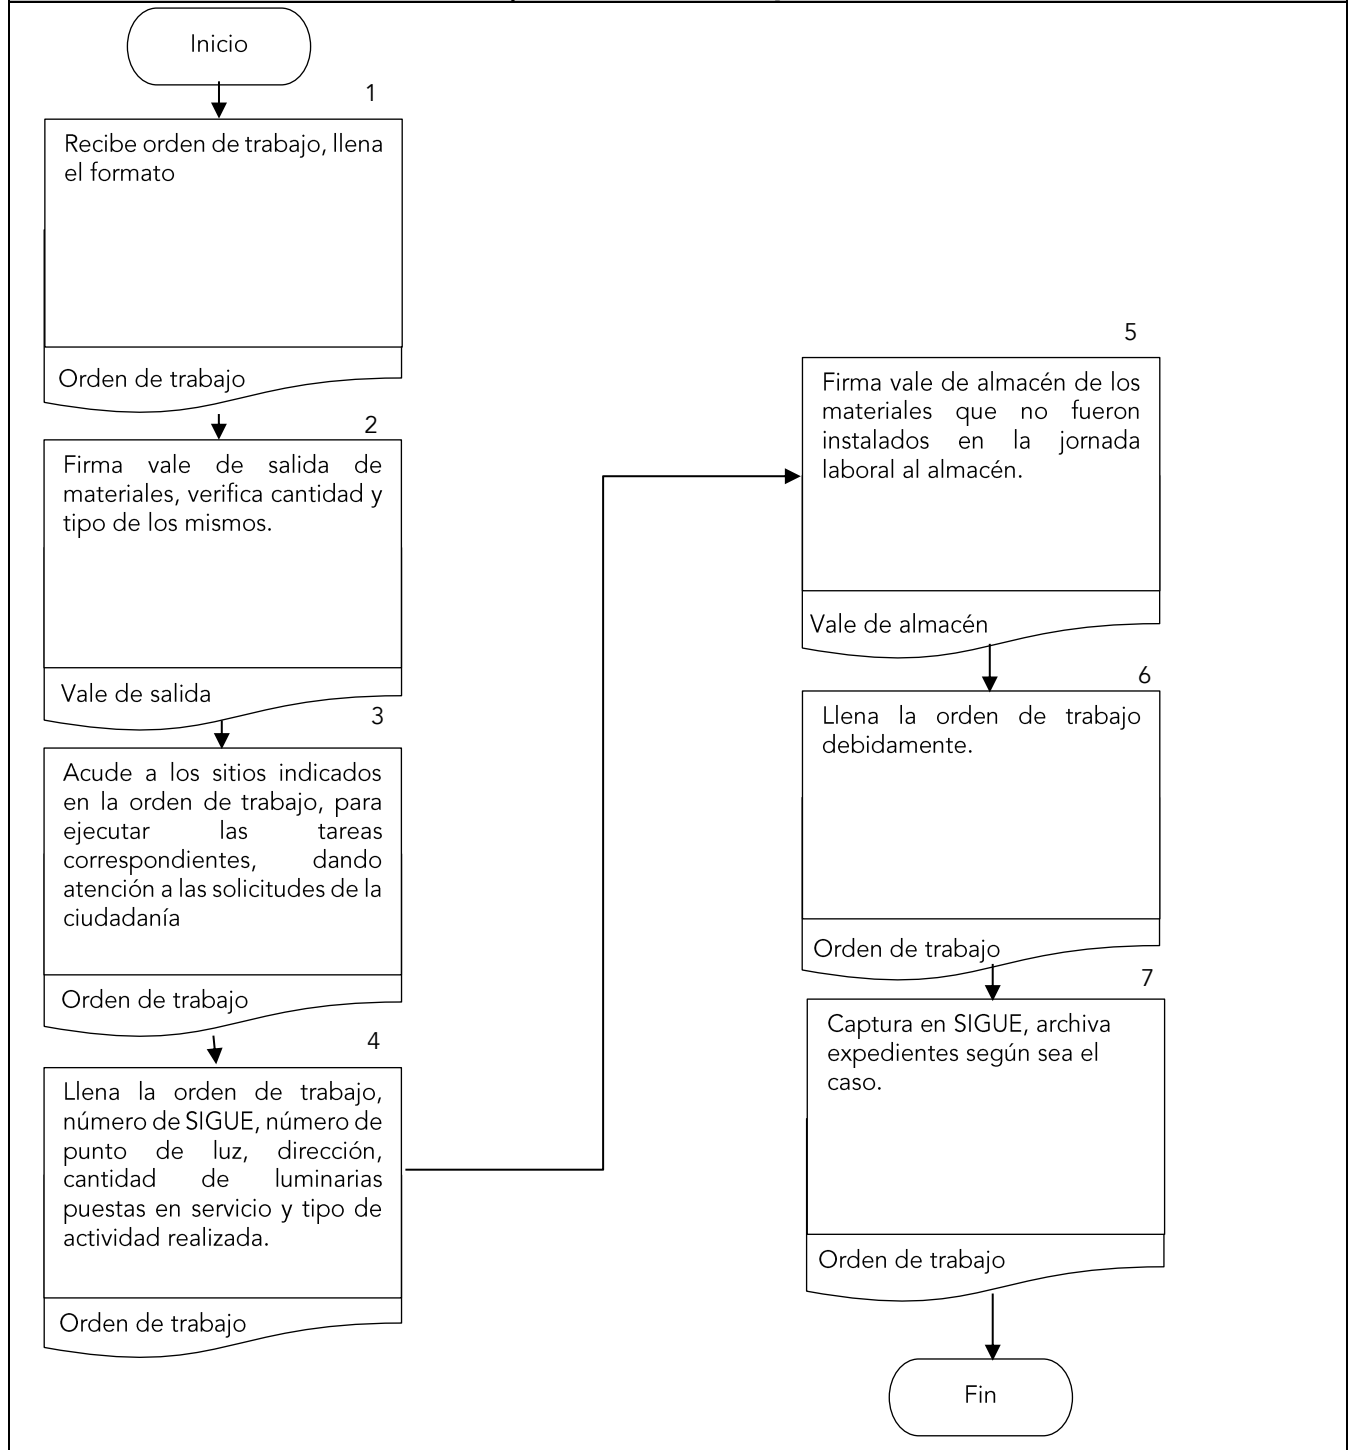 Inicio
1
Recibe orden de trabajo, llena
el formato
Orden de trabajo
2
Firma vale de salida de
materiales, verifica cantidad y
tipo de los mismos.
Vale de salida
3
Acude a los sitios indicados
en la orden de trabajo, para
ejecutar las tareas
correspondientes, dando
atención a las solicitudes de la
ciudadanía
Orden de trabajo
4
Llena la orden de trabajo,
número de SIGUE, número de
punto de luz, dirección,
cantidad de luminarias
puestas en servicio y tipo de
actividad realizada.
Orden de trabajo
5
Firma vale de almacén de los
materiales que no fueron
instalados en la jornada
laboral al almacén.
Vale de almacén
6
Llena la orden de trabajo
debidamente.
Orden de trabajo
7
Captura en SIGUE, archiva
expedientes según sea el
caso.
Orden de trabajo
Fin